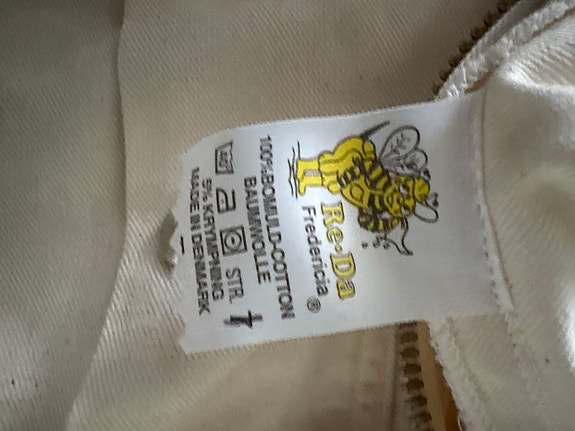 Re-Da
Fredericia ®
100% BOMULD-COTTON
BAUMWOLLE
STR.
5% KRYMPNING
MADE IN DENMARK